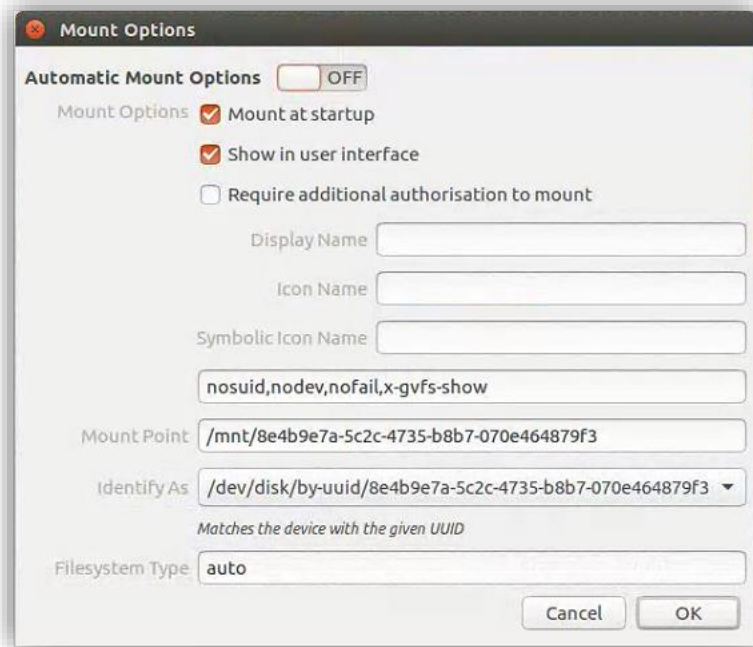 Mount Options
Automatic Mount Options OFF
Mount Options Mount at startup
Show in user interface
Require additional authorisation to mount
Display Name
Icon Name
Symbolic Icon Name
nosuid,nodev,nofail,x-gvfs-show
Mount Point /mnt/8e4b9e7a-5c2c-4735-b8b7-070e464879f3
Identify As /dev/disk/by-uuid/8e4b9e7a-5c2c-4735-b8b7-070e464879f3
Matches the device with the given UUID
Filesystem Type auto
Cancel OK